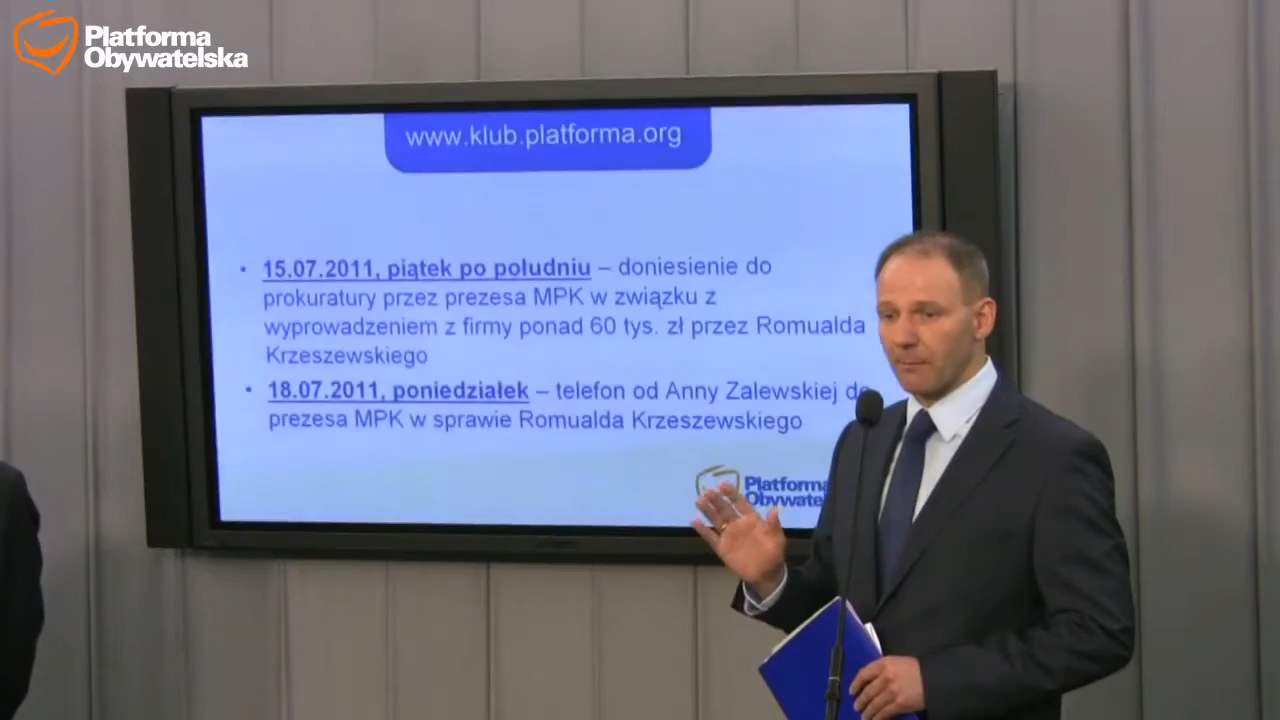 Platforma
Obywatelska
www.klub.platforma.org
• 15.07.2011, piątek po południu – doniesienie do
prokuratury przez prezesa MPK w związku z
wyprowadzeniem z firmy ponad 60 tys. zł przez Romualda
Krzeszewskiego
• 18.07.2011, poniedziałek – telefon od Anny Zalewskiej do
prezesa MPK w sprawie Romualda Krzeszewskiego
Platforma
Obywatel